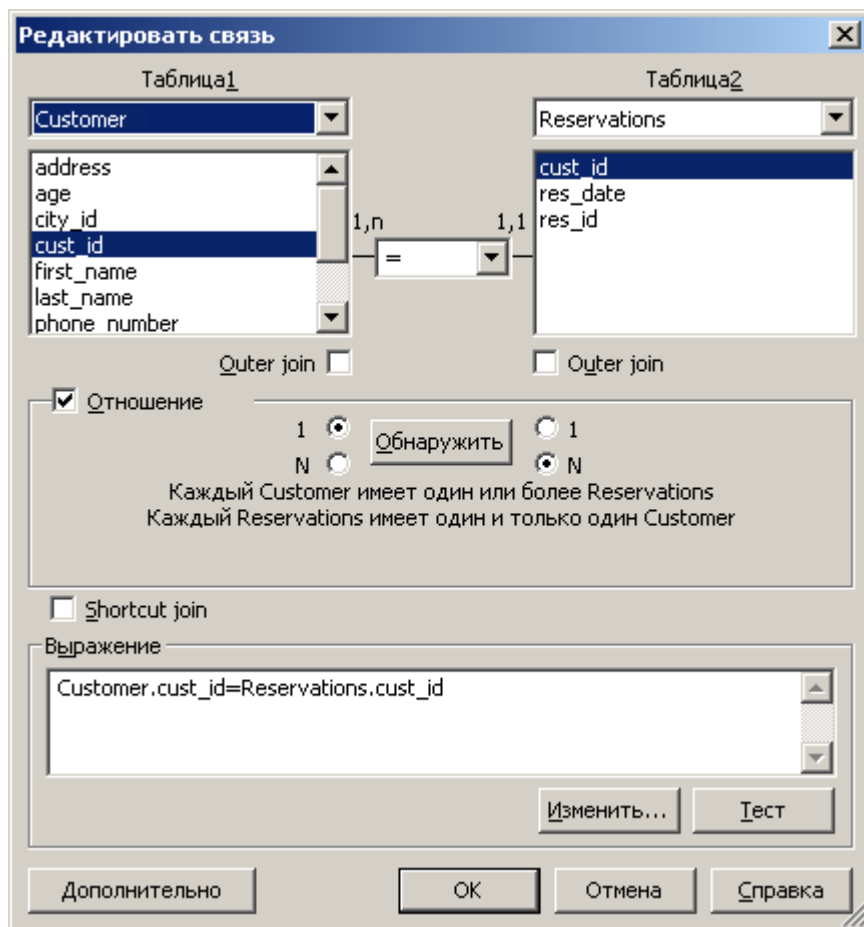 Редактировать связь
Таблица1
Таблица2
Customer
Reservations
address
age
city_id
cust_id
first_name
last_name
phone_number
1,n
=
1,1
cust_id
res_date
res_id
Outer join
Outer join
Отношение
1
N
Обнаружить
1
N
Каждый Customer имеет один или более Reservations
Каждый Reservations имеет один и только один Customer
Shortcut join
Выражение
Customer.cust_id=Reservations.cust_id
Изменить...
Тест
Дополнительно
OK
Отмена
Справка